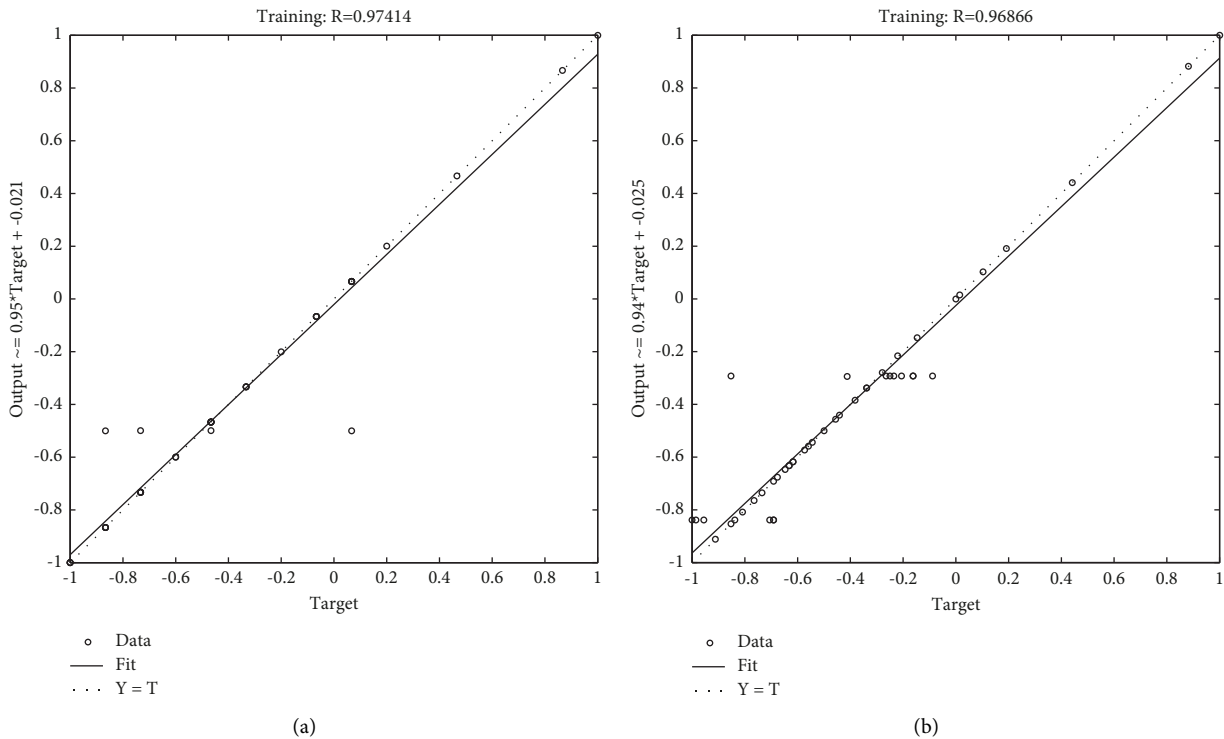 Training: R=0.97414
1
0.8
0.6
0.4
0.2
0
-0.2
-0.4
-0.6
-0.8
-1
Output ~= 0.95*Target + -0.021
-1 -0.8 -0.6 -0.4 -0.2 0 0.2 0.4 0.6 0.8 1
Target
Data
Fit
Y = T
(a)
Training: R=0.96866
1
0.8
0.6
0.4
0.2
0
-0.2
-0.4
-0.6
-0.8
-1
Output ~= 0.94*Target + -0.025
-1 -0.8 -0.6 -0.4 -0.2 0 0.2 0.4 0.6 0.8 1
Target
Data
Fit
Y = T
(b)